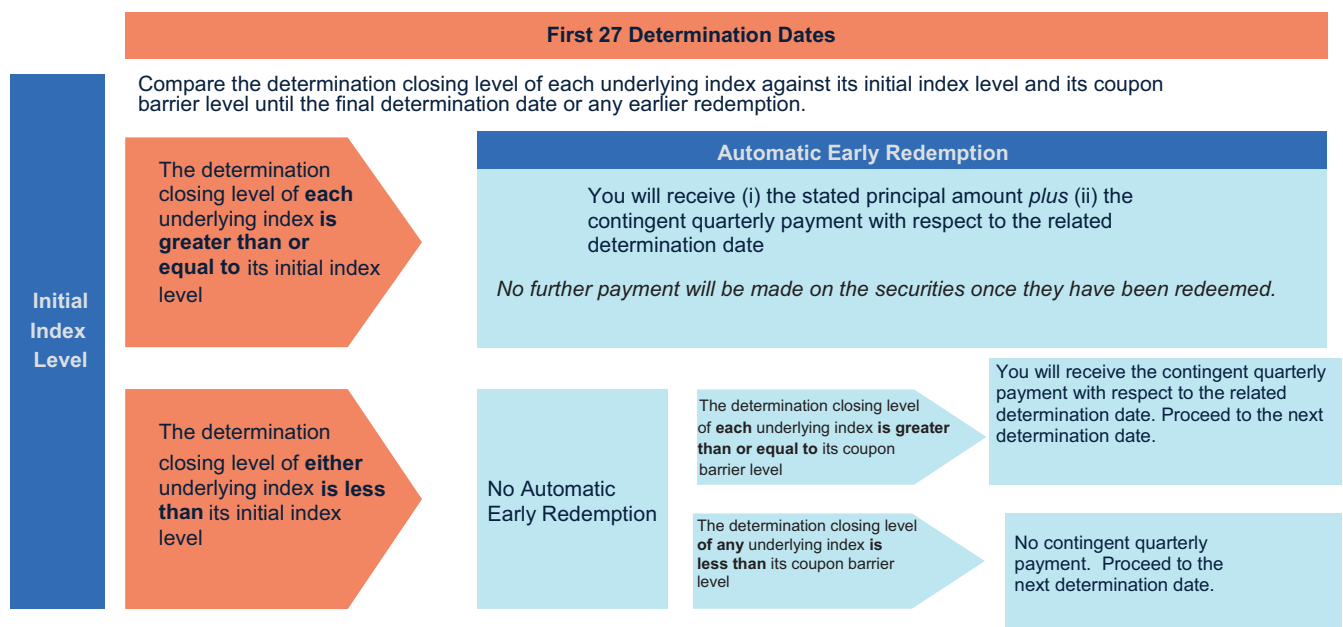 First 27 Determination Dates
Compare the determination closing level of each underlying index against its initial index level and its coupon
barrier level until the final determination date or any earlier redemption.
Initial
Index
Level
The determination
closing level of each
underlying index is
greater than or
equal to its initial index
level
Automatic Early Redemption
You will receive (i) the stated principal amount plus (ii) the
contingent quarterly payment with respect to the related
determination date
No further payment will be made on the securities once they have been redeemed.
The determination
closing level of either
underlying index is less
than its initial index
level
No Automatic
Early Redemption
The determination closing level
of each underlying index is greater
than or equal to its coupon
barrier level
You will receive the contingent quarterly
payment with respect to the related
determination date. Proceed to the next
determination date.
The determination closing level
of any underlying index is
less than its coupon barrier
level
No contingent quarterly
payment. Proceed to the
next determination date.